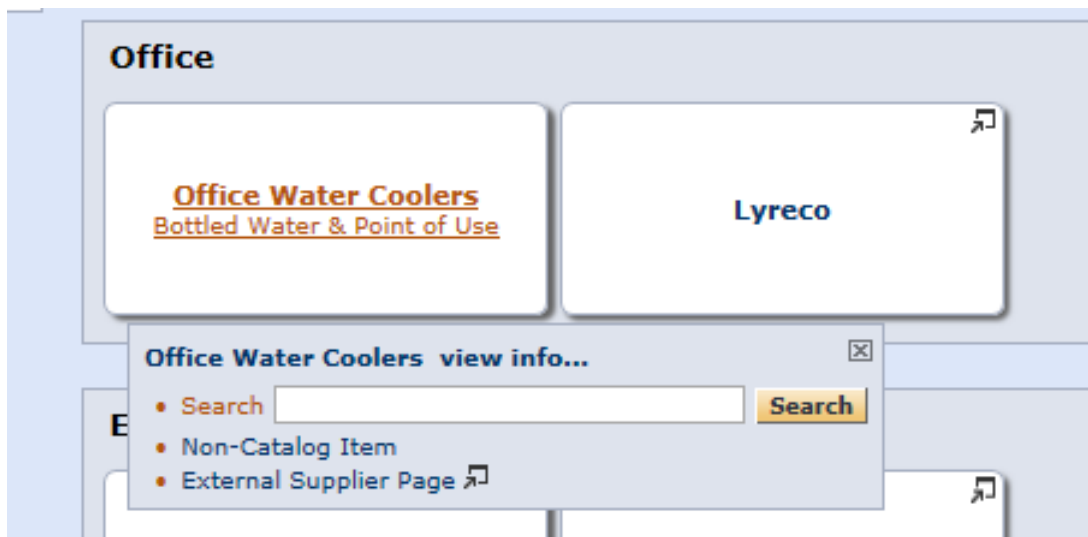 Office
Office Water Coolers
Bottled Water & Point of Use
Lyreco
Office Water Coolers view info...
Search
Search
Non-Catalog Item
External Supplier Page
E